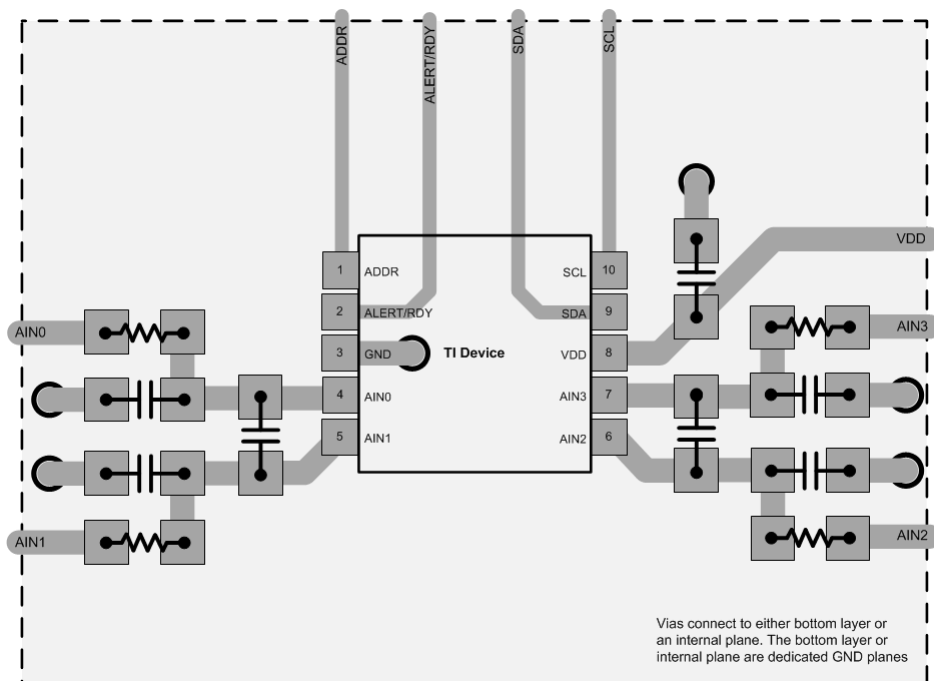 ADDR
ALERT/RDY
SDA
SCL
VDD
1 ADDR
SCL 10
2 ALERT/RDY
SDA 9
3 GND
TI Device
VDD 8
AIN0
AIN3
4 AIN0
AIN3 7
5 AIN1
AIN2 6
AIN1
AIN2
Vias connect to either bottom layer or
an internal plane. The bottom layer or
internal plane are dedicated GND planes